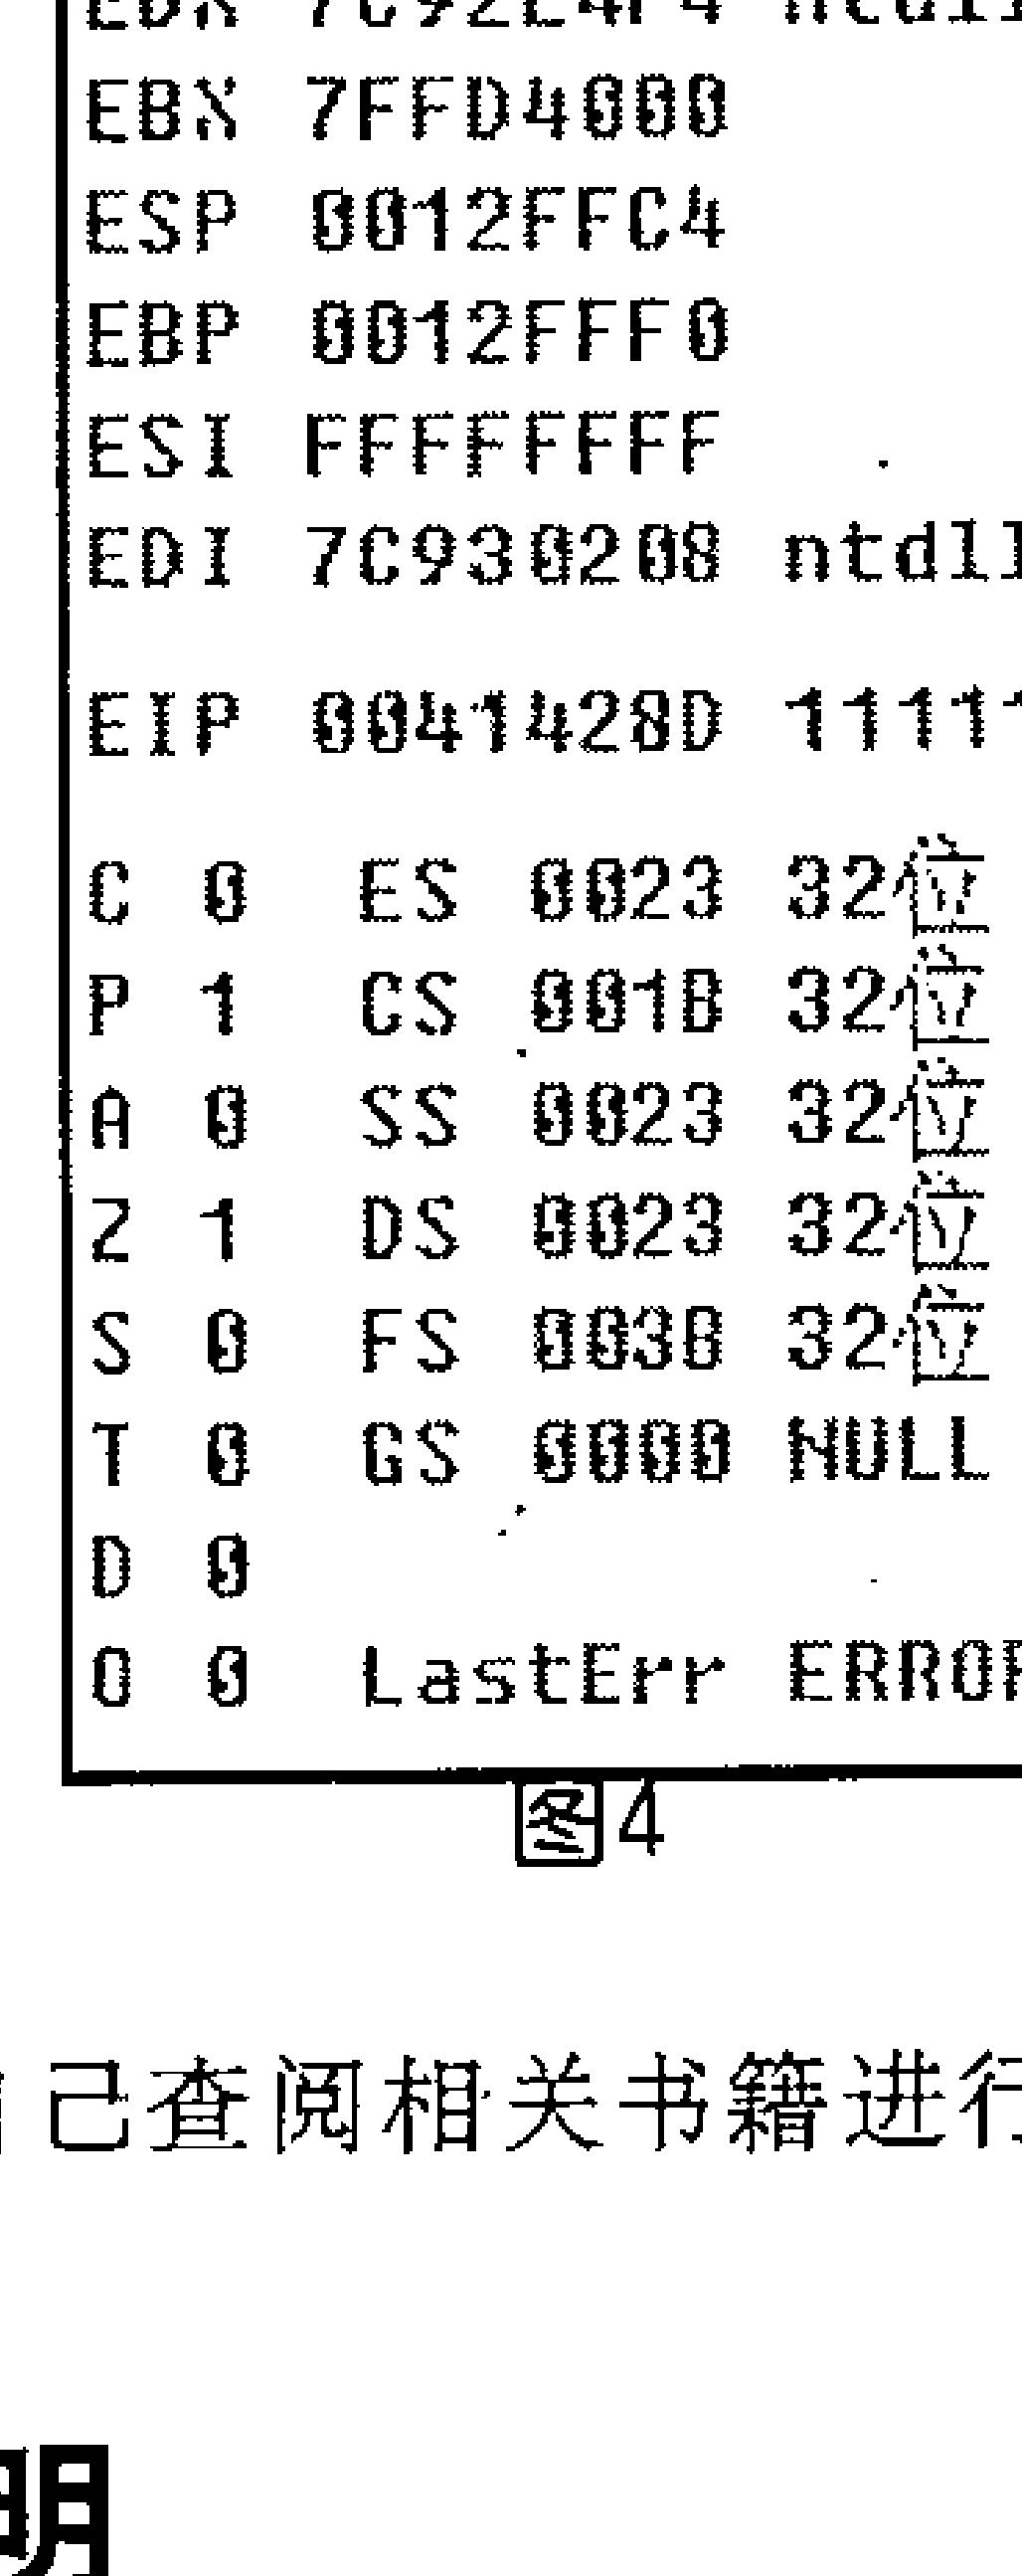 EBX 7FFD4000
ESP 0012FFC4
EBP 0012FFF0
ESI FFFFFFFF
EDI 7C930208 ntdll
EIP 0041428D 1111
C 0 ES 0023 32位
P 1 CS 001B 32位
A 0 SS 0023 32位
Z 1 DS 0023 32位
S 0 FS 003B 32位
T 0 GS 0000 NULL
D 0
O 0 LastErr ERROR
图4
己查阅相关书籍进行
明